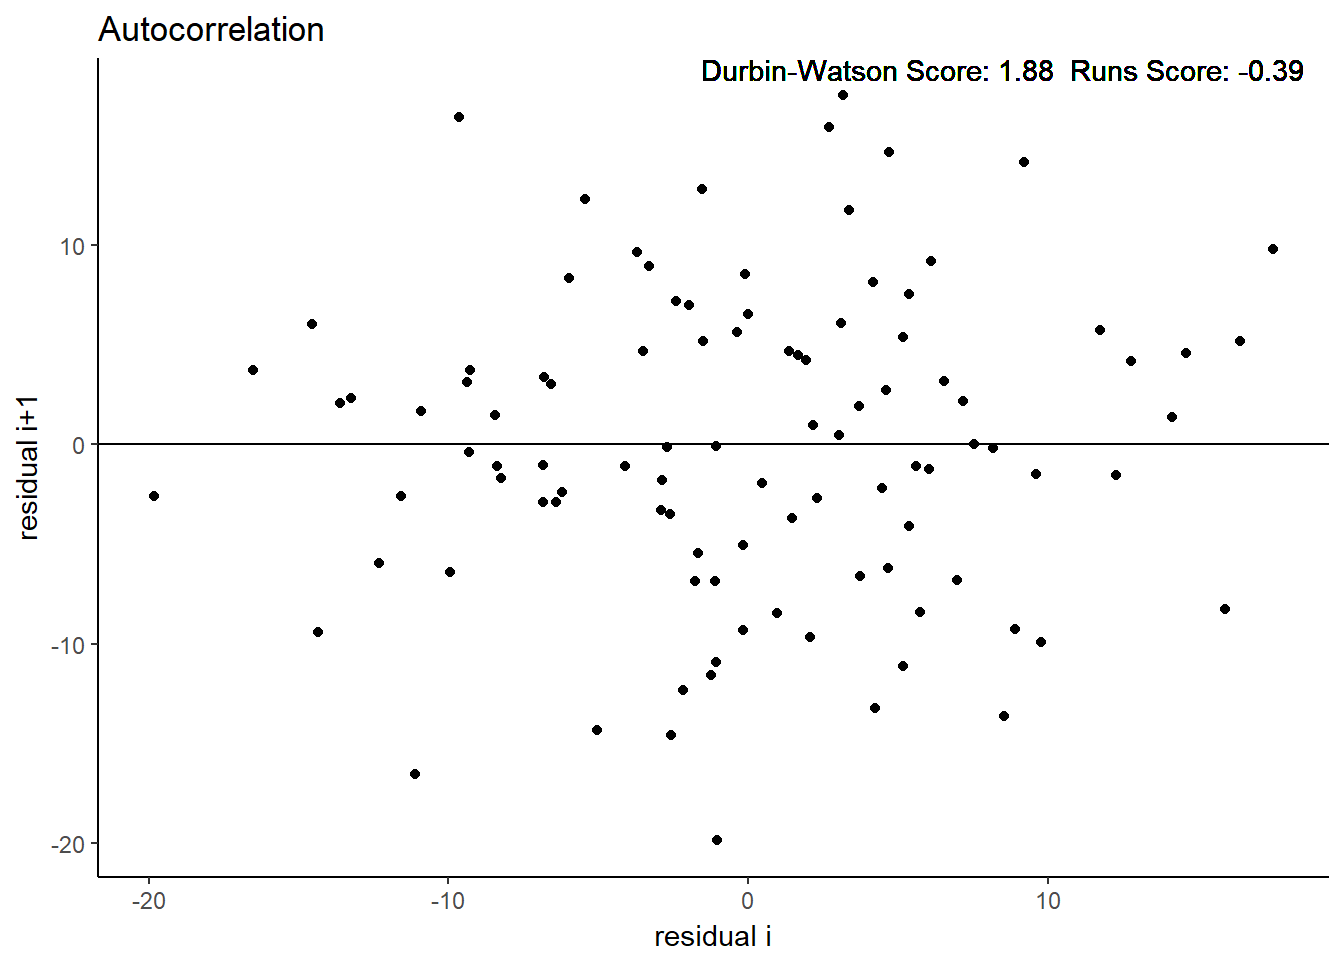 Autocorrelation
Durbin-Watson Score: 1.88  Runs Score: -0.39
residual i+1
10
0
-10
-20
-20 -10 0 10
residual i